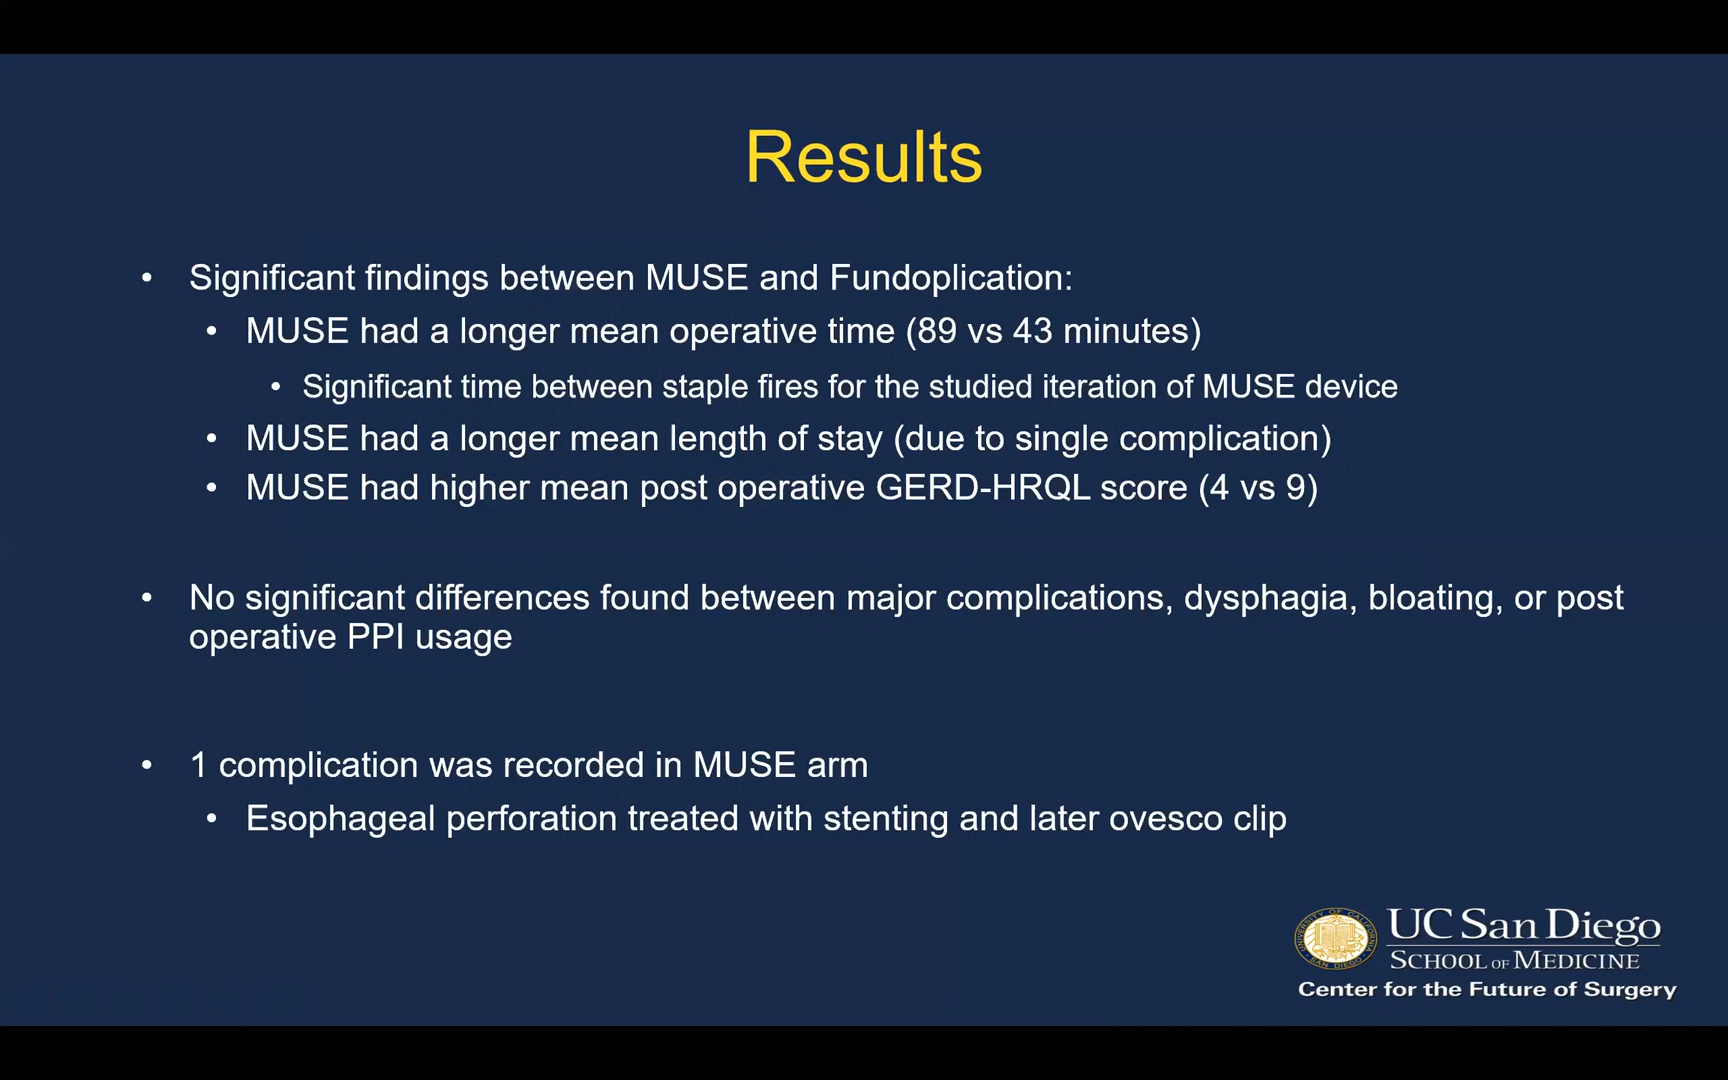 Results
• Significant findings between MUSE and Fundoplication:
• MUSE had a longer mean operative time (89 vs 43 minutes)
• Significant time between staple fires for the studied iteration of MUSE device
• MUSE had a longer mean length of stay (due to single complication)
• MUSE had higher mean post operative GERD-HRQL score (4 vs 9)
• No significant differences found between major complications, dysphagia, bloating, or post
operative PPI usage
• 1 complication was recorded in MUSE arm
• Esophageal perforation treated with stenting and later ovesco clip
UC San Diego
SCHOOL OF MEDICINE
Center for the Future of Surgery